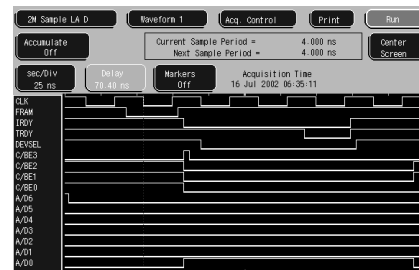 2M Sample LA D Waveform 1 Acq. Control Print Run
Accumulate Off Current Sample Period = 4.000 ns Center Screen
Next Sample Period = 4.000 ns
sec/Div 25 ns Delay 70.40 ns Markers Off Acquisition Time
16 Jul 2002 06:35:11
CLK
FRAM
IRDY
TRDY
DEVSEL
C/BE3
C/BE2
C/BE1
C/BE0
A/D6
A/D5
A/D4
A/D3
A/D2
A/D1
A/D0